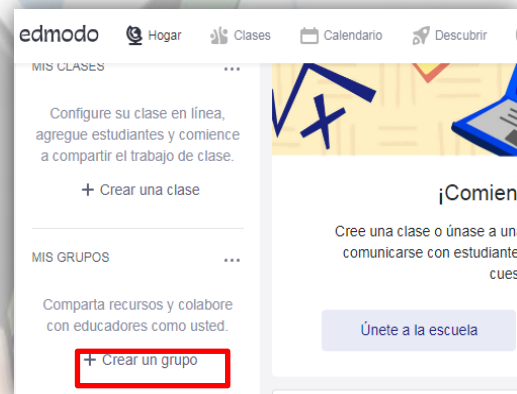 edmodo Hogar Clases Calendario Descubrir
MIS CLASES ...
Configure su clase en línea,
agregue estudiantes y comience
a compartir el trabajo de clase.
+ Crear una clase
MIS GRUPOS ...
Comparta recursos y colabore
con educadores como usted.
+ Crear un grupo
¡Comien
Cree una clase o únase a una
comunicarse con estudiante
cues
Únete a la escuela